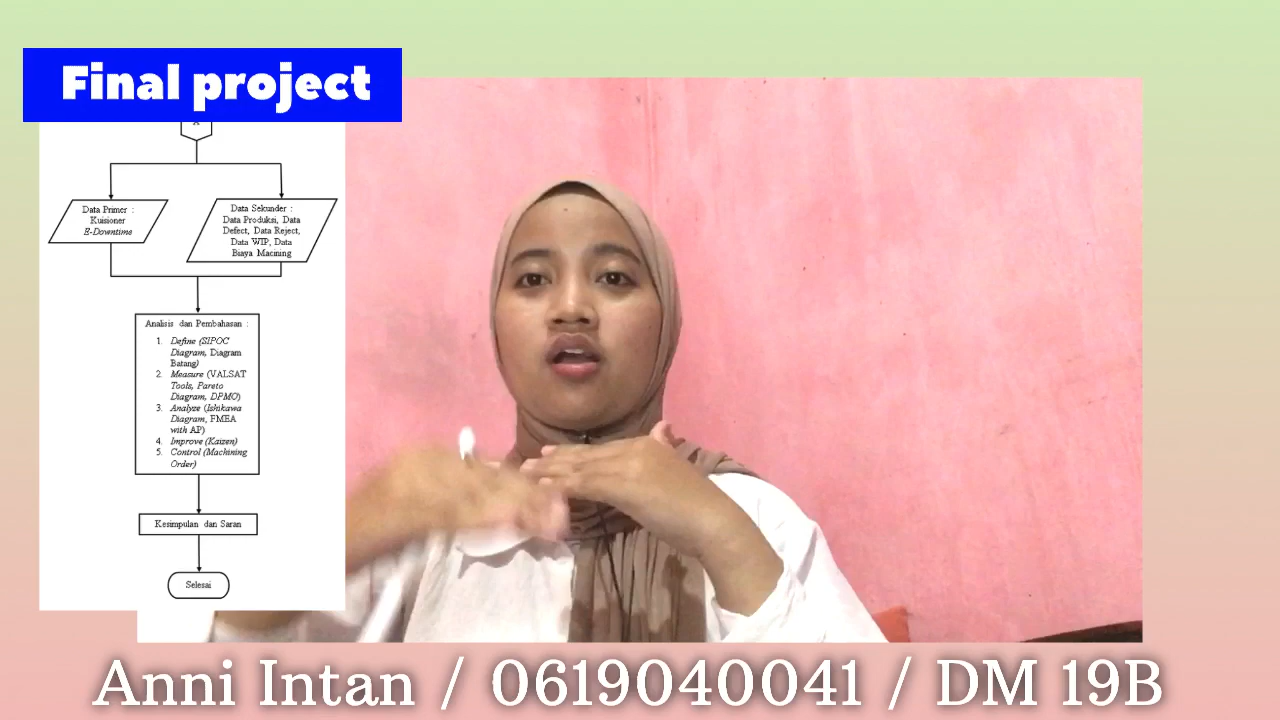 Final project
A
Data Primer :
Kuisioner
E-Downtime
Data Sekunder :
Data Produksi, Data
Defect, Data Reject,
Data WIP, Data
Biaya Macining
Analisis dan Pembahasan :
1. Define (SIPOC
Diagram, Diagram
Batang)
2. Measure (VALSAT
Tools, Pareto
Diagram, DPMO)
3. Analyze (Ishikawa
Diagram, FMEA
with AP)
4. Improve (Kaizen)
5. Control (Machining
Order)
Kesimpulan dan Saran
Selesai
Anni Intan / 0619040041 / DM 19B